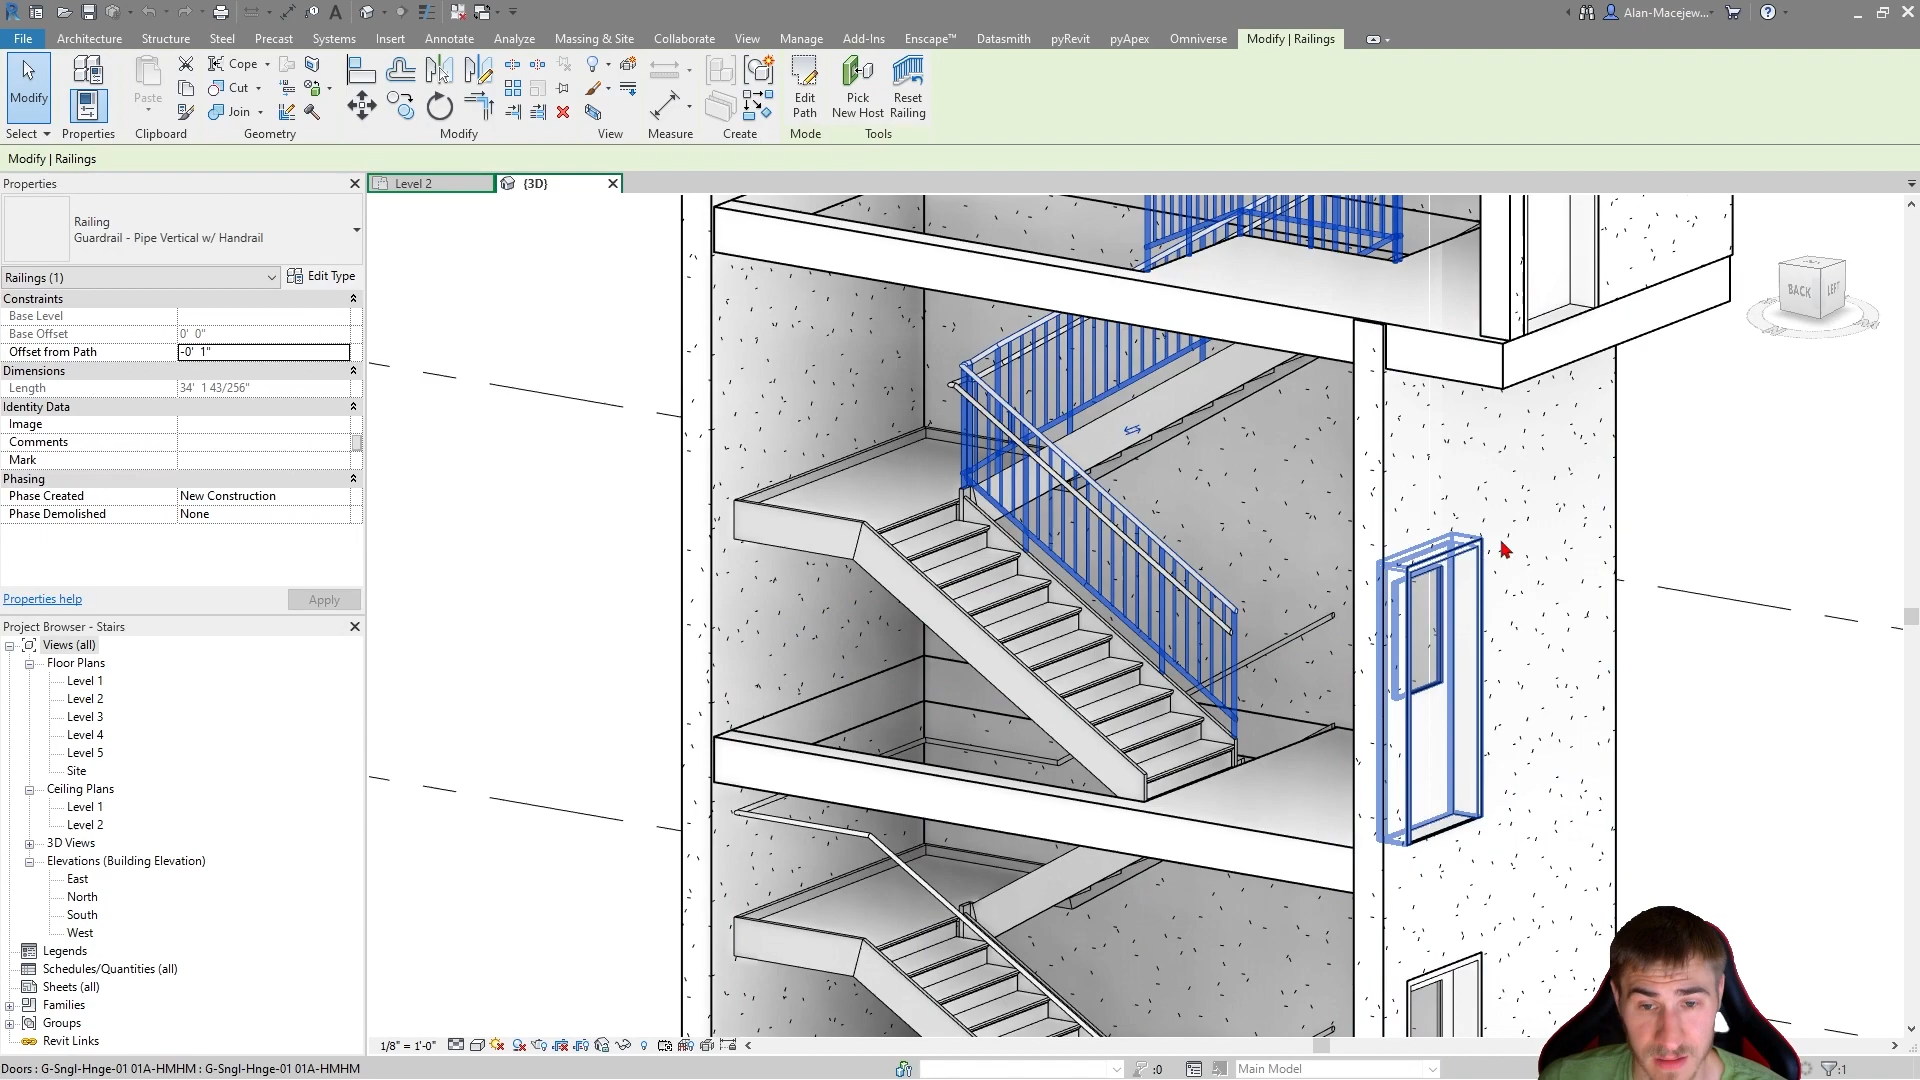 Alan-Macejew...
File Architecture Structure Steel Precast Systems Insert Annotate Analyze Massing & Site Collaborate View Manage Add-Ins Enscape™ Datasmith pyRevit pyApex Omniverse Modify | Railings
Modify
Paste
Cope
Cut
Join
Edit Path
Pick New Host
Reset Railing
Select Properties Clipboard Geometry Modify View Measure Create Mode Tools
Modify | Railings
Properties
Level 2
{3D}
Railing
Guardrail - Pipe Vertical w/ Handrail
Railings (1)
Edit Type
Constraints
Base Level
Base Offset 0' 0"
Offset from Path -0' 1"
Dimensions
Length 34' 1 43/256"
Identity Data
Image
Comments
Mark
Phasing
Phase Created New Construction
Phase Demolished None
Properties help
Apply
Project Browser - Stairs
Views (all)
Floor Plans
Level 1
Level 2
Level 3
Level 4
Level 5
Site
Ceiling Plans
Level 1
Level 2
3D Views
Elevations (Building Elevation)
East
North
South
West
Legends
Schedules/Quantities (all)
Sheets (all)
Families
Groups
Revit Links
BACK
LEFT
1/8" = 1'-0"
Doors : G-Sngl-Hnge-01 01A-HMHM : G-Sngl-Hnge-01 01A-HMHM
:0
Main Model
:1